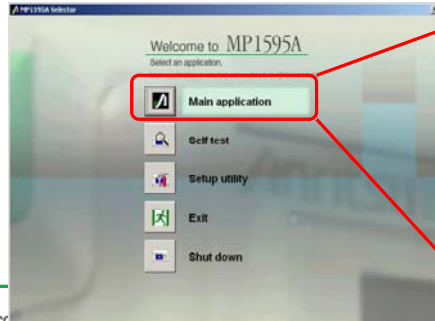 MP1595A Selector
Welcome to MP1595A
Select an application.
Main application
Self test
Setup utility
Exit
Shut down